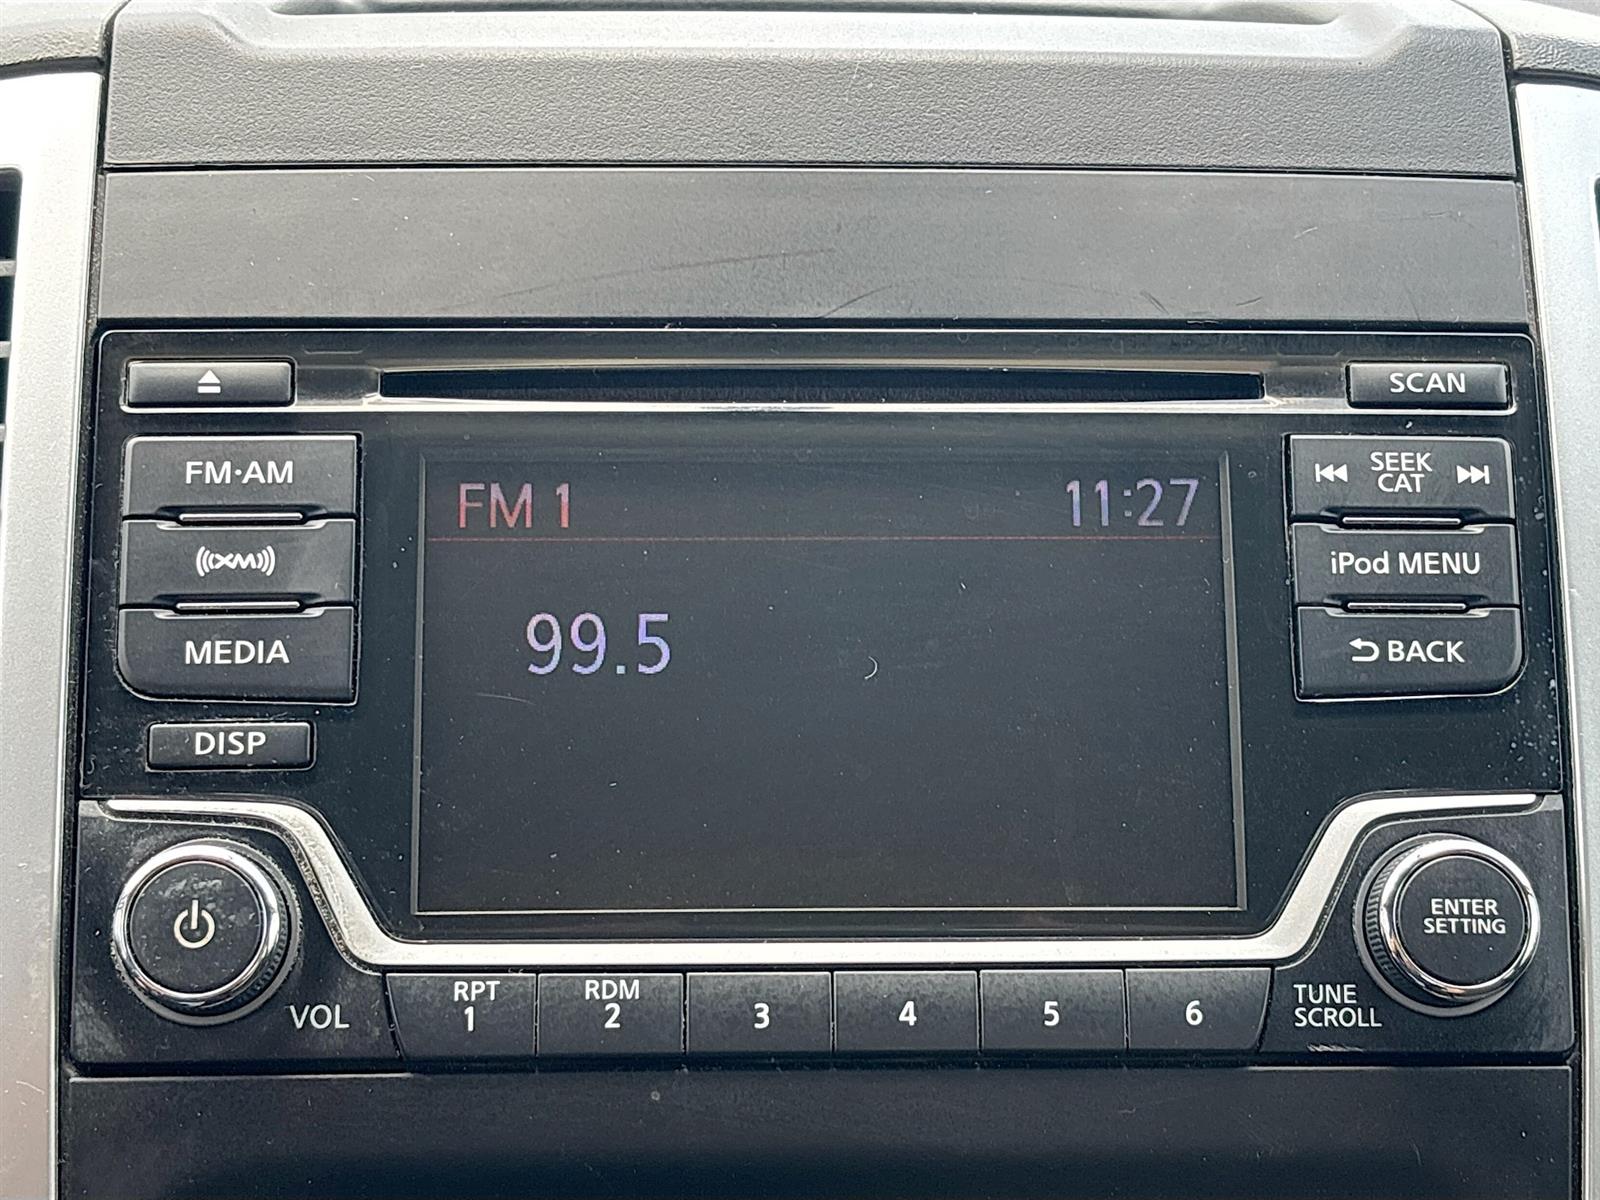 SCAN
FM·AM
SEEK
CAT
FM 1
11:27
XM
iPod MENU
99.5
MEDIA
BACK
DISP
ENTER
SETTING
VOL
RPT
1
RDM
2
3
4
5
6
TUNE
SCROLL